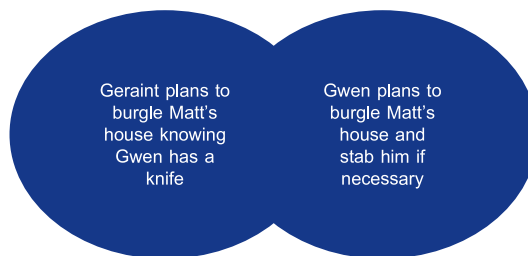 Geraint plans to
burgle Matt's
house knowing
Gwen has a
knife
Gwen plans to
burgle Matt's
house and
stab him if
necessary